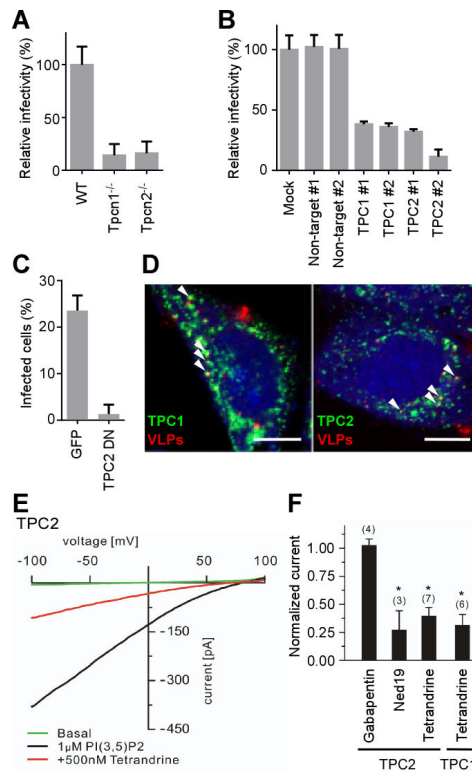 A
Relative infectivity (%)
100
50
0
WT
Tpcn1-/-
Tpcn2-/-
B
Relative infectivity (%)
100
50
0
Mock
Non-target #1
Non-target #2
TPC1 #1
TPC1 #2
TPC2 #1
TPC2 #2
C
Infected cells (%)
30
20
10
0
GFP
TPC2 DN
D
TPC1
VLPs
TPC2
VLPs
E
TPC2
voltage [mV]
-100
-50
50
100
-150
-300
-450
current [pA]
Basal
1µM PI(3,5)P2
+500nM Tetrandrine
F
Normalized current
1.00
0.75
0.50
0.25
0.00
(4)
*
(3)
*
(7)
*
(6)
Gabapentin
Ned19
Tetrandrine
Tetrandrine
TPC2